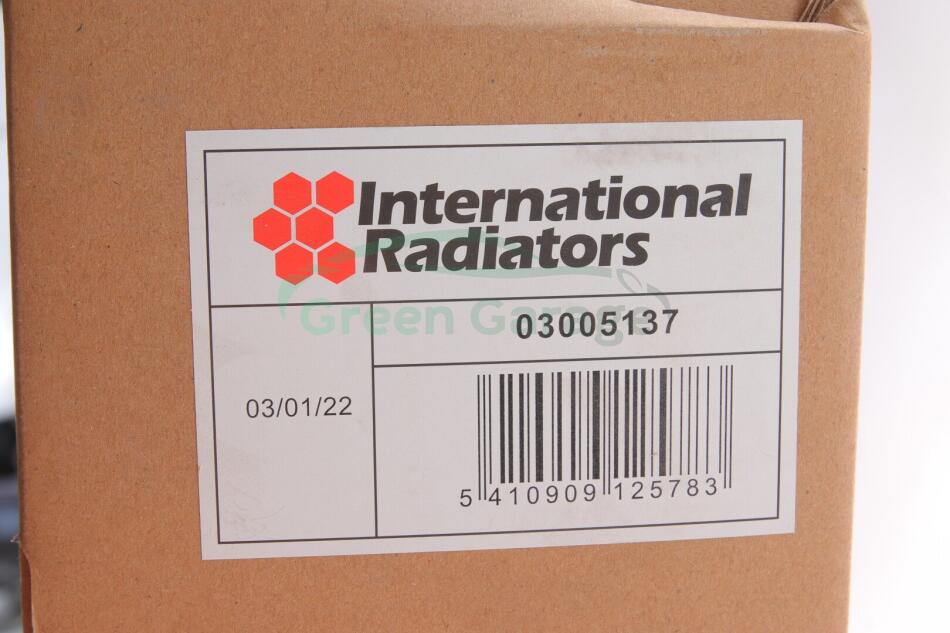 International
Radiators
Green Garage
03005137
03/01/22
5 410909 125783